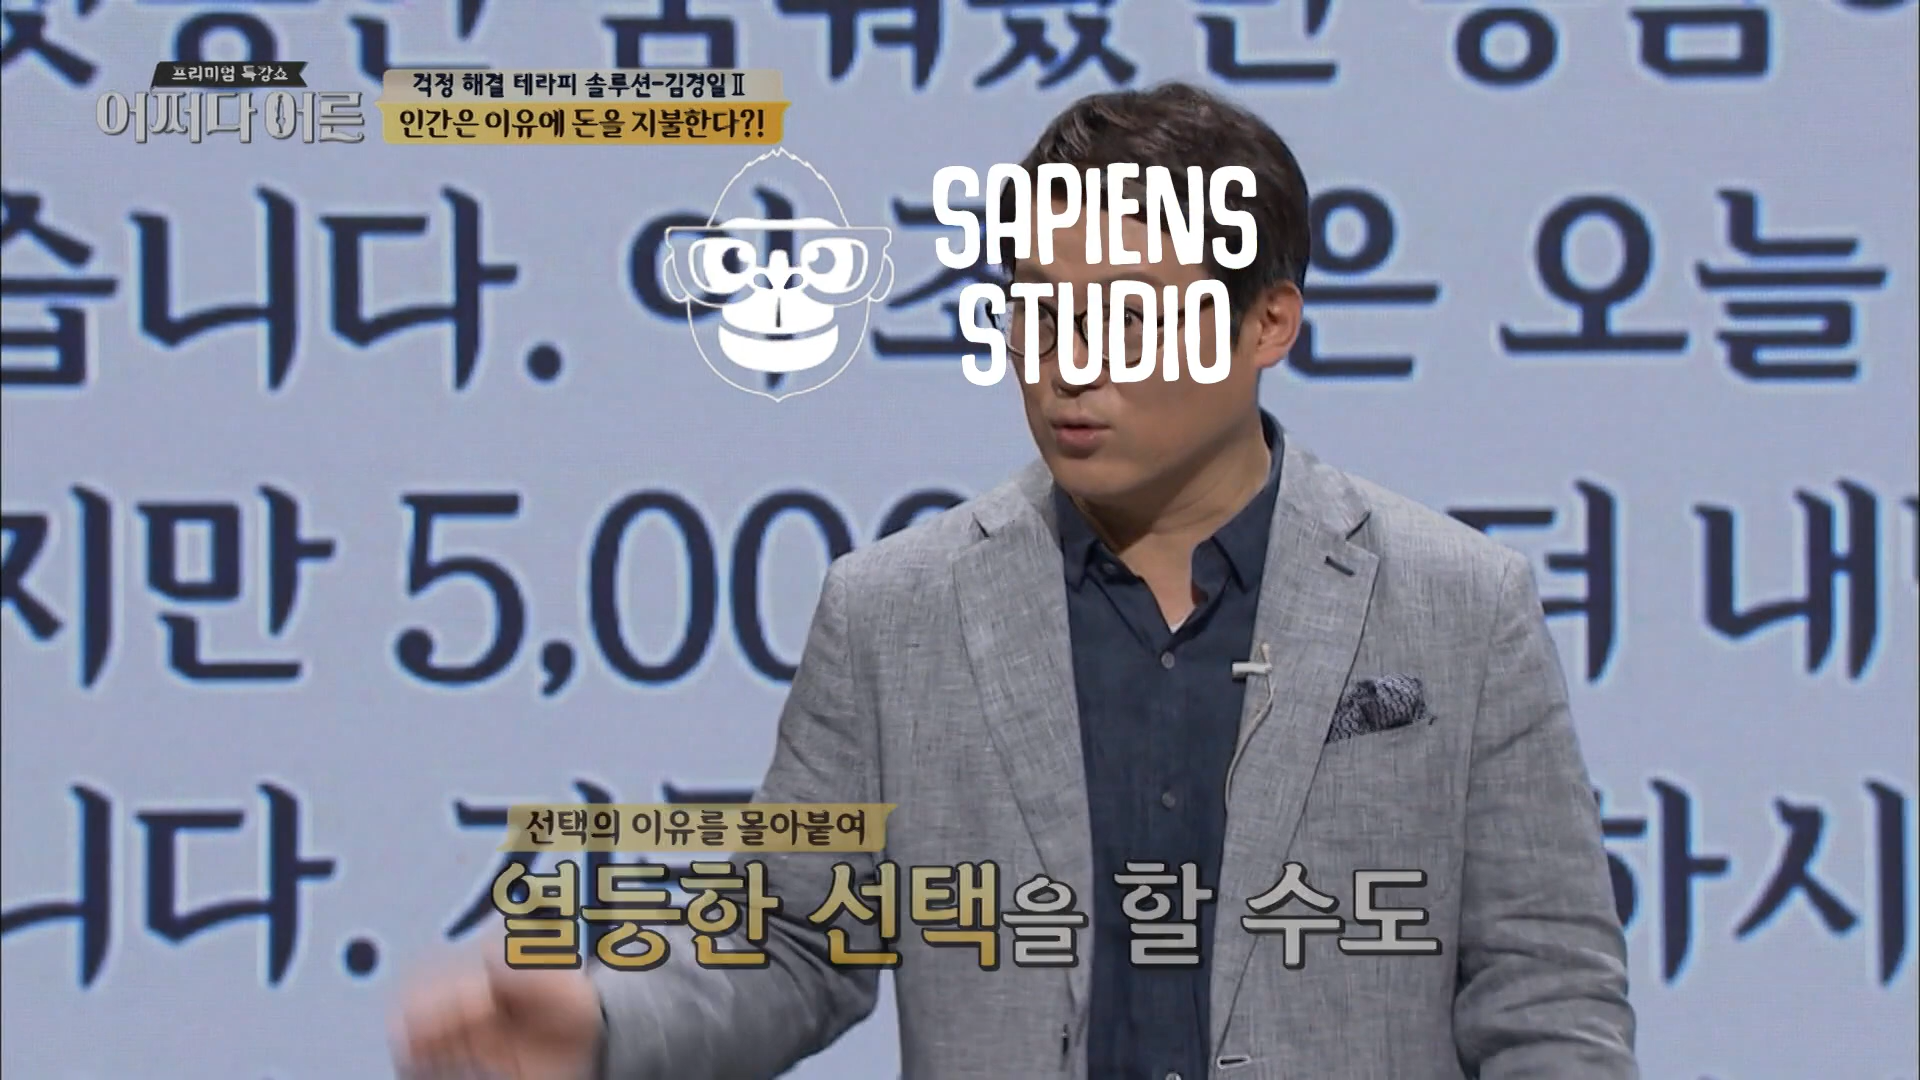 프리미엄 특강쇼
어쩌다 어른
걱정 해결 테라피 솔루션-김경일Ⅱ
인간은 이유에 돈을 지불한다?!
SAPIENS
STUDIO
습니다. 이 은 오늘
지만 5,000 져 내
니다. 하시
선택의 이유를 몰아붙여
열등한 선택을 할 수도